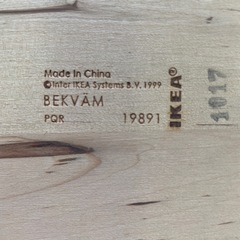 Made in China
©Inter IKEA Systems B.V. 1999
BEKVÄM
PQR 19891
IKEA®
1017